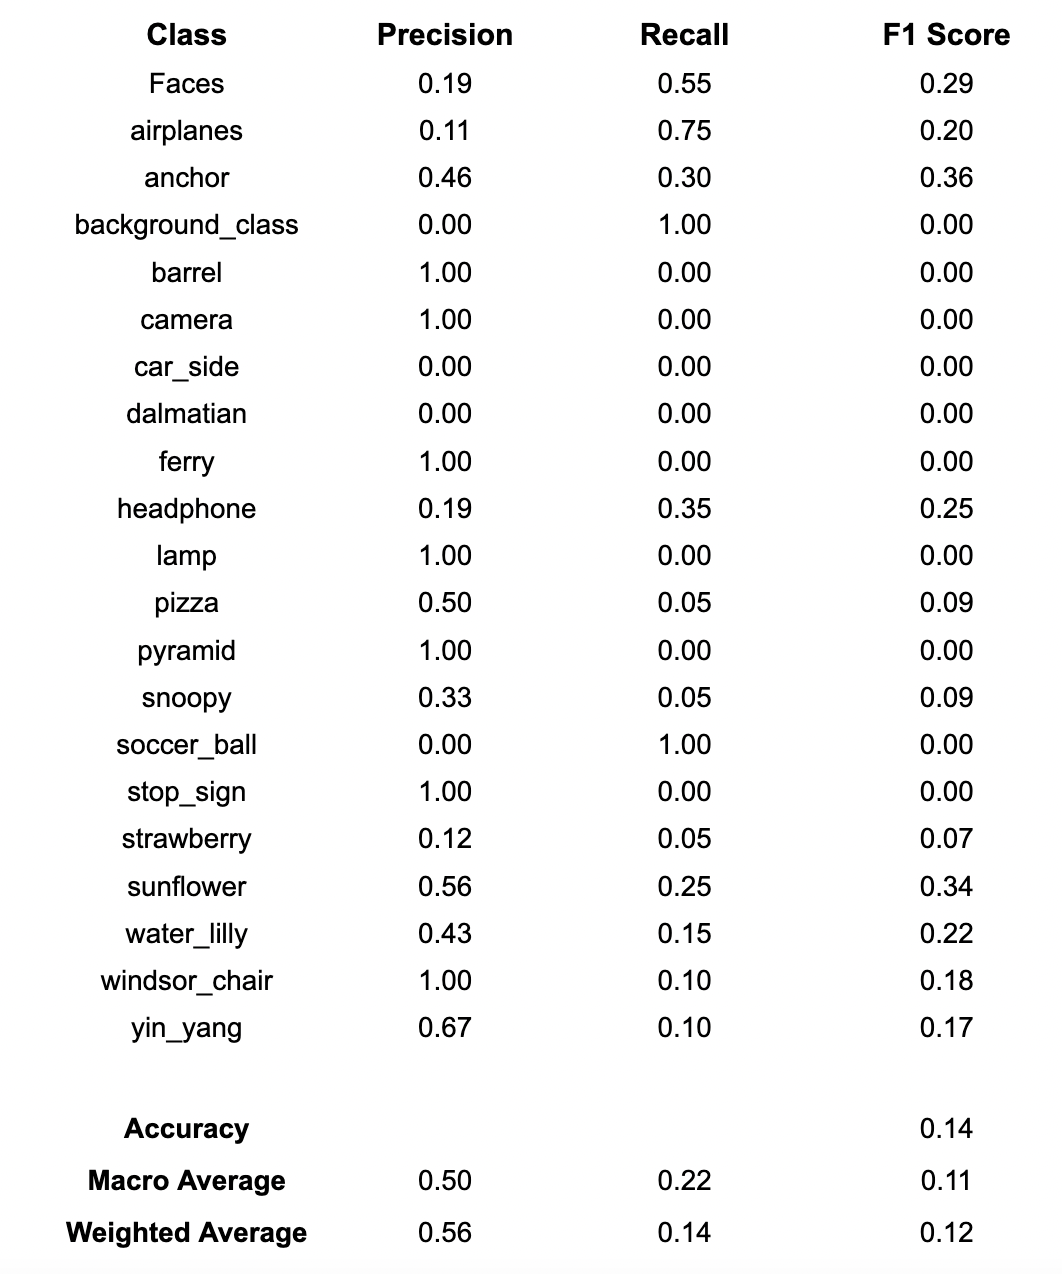 Class Precision Recall F1 Score
Faces 0.19 0.55 0.29
airplanes 0.11 0.75 0.20
anchor 0.46 0.30 0.36
background_class 0.00 1.00 0.00
barrel 1.00 0.00 0.00
camera 1.00 0.00 0.00
car_side 0.00 0.00 0.00
dalmatian 0.00 0.00 0.00
ferry 1.00 0.00 0.00
headphone 0.19 0.35 0.25
lamp 1.00 0.00 0.00
pizza 0.50 0.05 0.09
pyramid 1.00 0.00 0.00
snoopy 0.33 0.05 0.09
soccer_ball 0.00 1.00 0.00
stop_sign 1.00 0.00 0.00
strawberry 0.12 0.05 0.07
sunflower 0.56 0.25 0.34
water_lilly 0.43 0.15 0.22
windsor_chair 1.00 0.10 0.18
yin_yang 0.67 0.10 0.17
Accuracy 0.14
Macro Average 0.50 0.22 0.11
Weighted Average 0.56 0.14 0.12